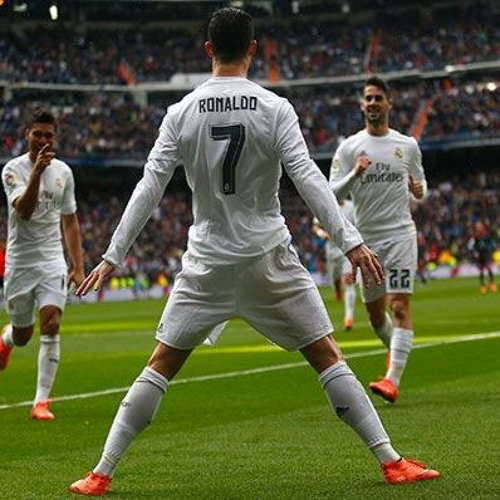 RONALDO
7
Fly
Emirates
22